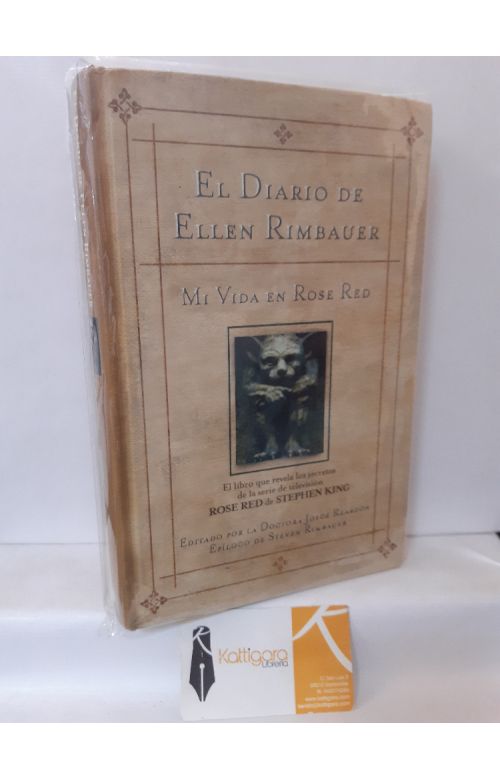 EL DIARIO DE
ELLEN RIMBAUER
MI VIDA EN ROSE RED
El libro que revela los secretos
de la serie de televisión
ROSE RED de STEPHEN KING
EDITADO POR LA DOCTORA JOYCE REARDON
EPÍLOGO DE STEVEN RIMBAUER
Kattigara
Librería